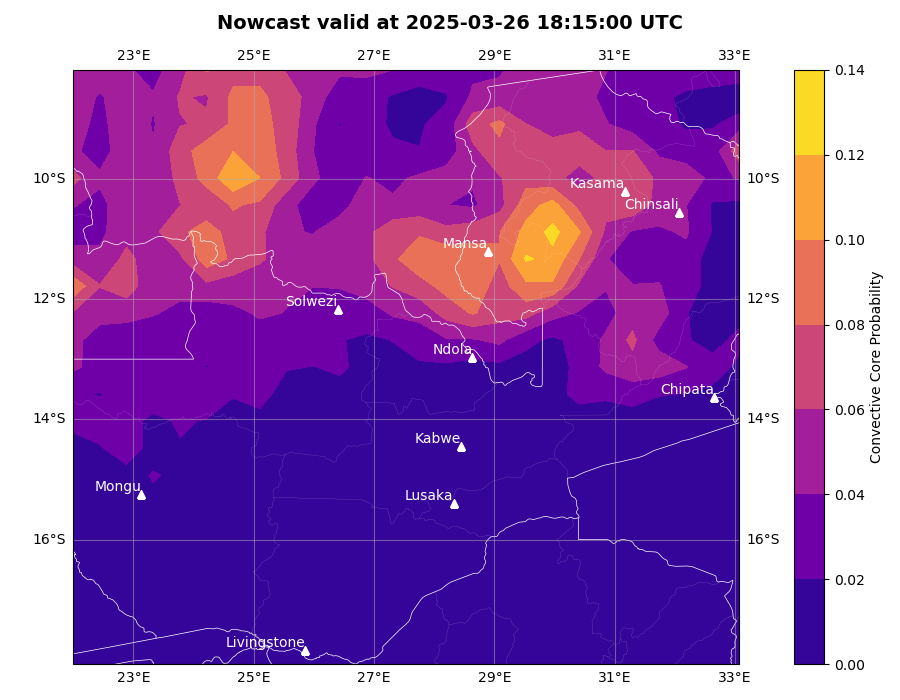 Nowcast valid at 2025-03-26 18:15:00 UTC
23°E 25°E 27°E 29°E 31°E 33°E
0.14
0.12
10°S 10°S
Kasama
Chinsali
0.10
Mansa
12°S 12°S
Solwezi
0.08
Ndola
Chipata
0.06
14°S 14°S
Kabwe
Mongu
Lusaka
0.04
16°S 16°S
0.02
Livingstone
0.00
23°E 25°E 27°E 29°E 31°E 33°E
Convective Core Probability